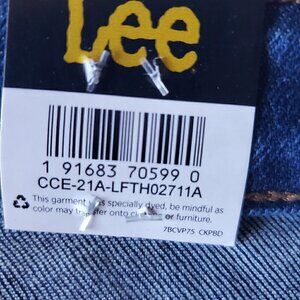 Lee
1 91683 70599 0
CCE-21A-LFTH02711A
This garment was specially dyed, be mindful as
color may transfer onto or furniture.
7BCVP75 CKPBD